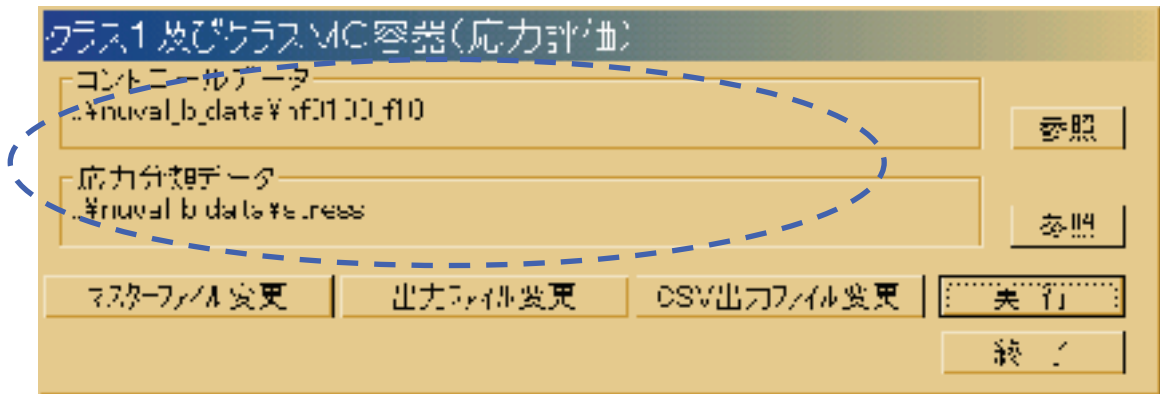 クラス1 及びクラスMC容器(応力評価)
コントロールデータ
..¥nuval_b_data¥nf0100_f10
参照
応力分類データ
..¥nuval_b_data¥stress
参照
マスターファイル変更
出力ファイル変更
CSV出力ファイル変更
実 行
終 了